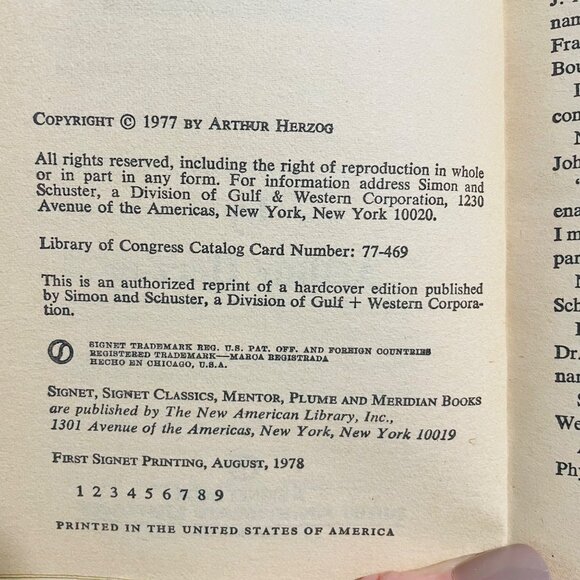 COPYRIGHT © 1977 BY ARTHUR HERZOG
All rights reserved, including the right of reproduction in whole
or in part in any form. For information address Simon and
Schuster, a Division of Gulf & Western Corporation, 1230
Avenue of the Americas, New York, New York 10020.
Library of Congress Catalog Card Number: 77-469
This is an authorized reprint of a hardcover edition published
by Simon and Schuster, a Division of Gulf + Western Corpora-
tion.
SIGNET TRADEMARK REG. U.S. PAT. OFF. AND FOREIGN COUNTRIES
REGISTERED TRADEMARK—MARCA REGISTRADA
HECHO EN CHICAGO, U.S.A.
SIGNET, SIGNET CLASSICS, MENTOR, PLUME AND MERIDIAN BOOKS
are published by The New American Library, Inc.,
1301 Avenue of the Americas, New York, New York 10019
FIRST SIGNET PRINTING, AUGUST, 1978
1 2 3 4 5 6 7 8 9
PRINTED IN THE UNITED STATES OF AMERICA
J.
nam
Fra
Bou
I
con
N
Joh
"
ena
I m
par
N
Sch
Dr.
nam
S
We
Phy